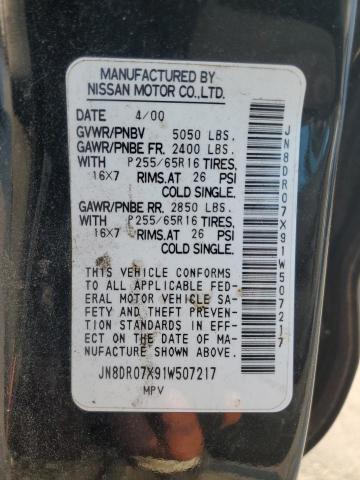 MANUFACTURED BY
NISSAN MOTOR CO., LTD.
DATE 4/00
GVWR/PNBV 5050 LBS.
GAWR/PNBE FR. 2400 LBS.
WITH P255/65R16 TIRES,
16X7 RIMS.AT 26 PSI
COLD SINGLE.
GAWR/PNBE RR. 2850 LBS.
WITH P255/65R16 TIRES,
16X7 RIMS.AT 26 PSI
COLD SINGLE.
THIS VEHICLE CONFORMS
TO ALL APPLICABLE FED-
ERAL MOTOR VEHICLE SA-
FETY AND THEFT PREVEN-
TION STANDARDS IN EFF-
ECT ON THE DATE OF MA-
NUFACTURE SHOWN ABOVE.
JN8DR07X91W507217
MPV
JN8DR07X91W507217